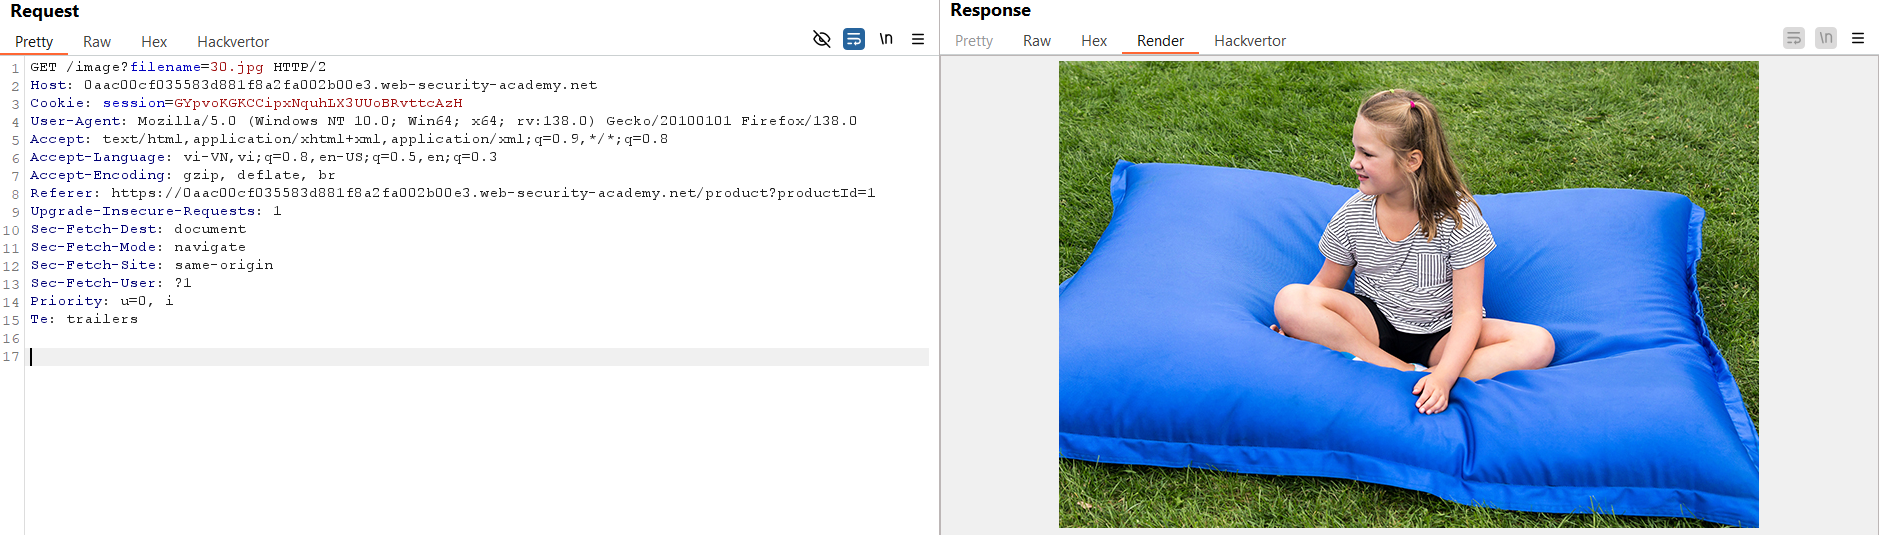 Request
Pretty Raw Hex Hackvertor \n
1 GET /image?filename=30.jpg HTTP/2
2 Host: 0aac00cf035583d881f8a2fa002b00e3.web-security-academy.net
3 Cookie: session=GYpvoKGKCCipxNquhLX3UUoBRvttcAzH
4 User-Agent: Mozilla/5.0 (Windows NT 10.0; Win64; x64; rv:138.0) Gecko/20100101 Firefox/138.0
5 Accept: text/html,application/xhtml+xml,application/xml;q=0.9,*/*;q=0.8
6 Accept-Language: vi-VN,vi;q=0.8,en-US;q=0.5,en;q=0.3
7 Accept-Encoding: gzip, deflate, br
8 Referer: https://0aac00cf035583d881f8a2fa002b00e3.web-security-academy.net/product?productId=1
9 Upgrade-Insecure-Requests: 1
10 Sec-Fetch-Dest: document
11 Sec-Fetch-Mode: navigate
12 Sec-Fetch-Site: same-origin
13 Sec-Fetch-User: ?1
14 Priority: u=0, i
15 Te: trailers
16
17
Response
Pretty Raw Hex Render Hackvertor \n